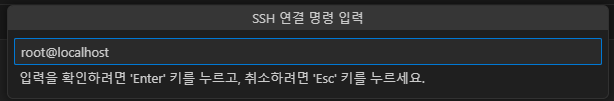 SSH 연결 명령 입력
root@localhost
입력을 확인하려면 'Enter' 키를 누르고, 취소하려면 'Esc' 키를 누르세요.